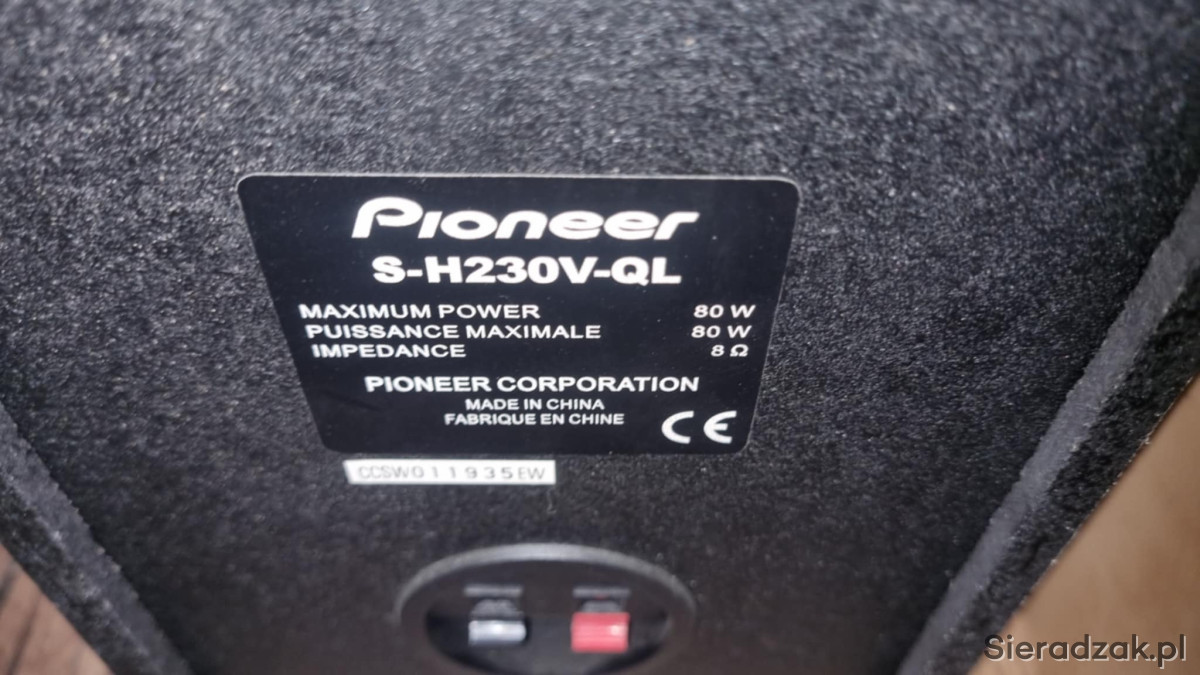 Pioneer
S-H230V-QL
MAXIMUM POWER 80 W
PUISSANCE MAXIMALE 80 W
IMPEDANCE 8 Ω
PIONEER CORPORATION
MADE IN CHINA
FABRIQUE EN CHINE
CE
CCSW011935EW
Sieradzak.pl